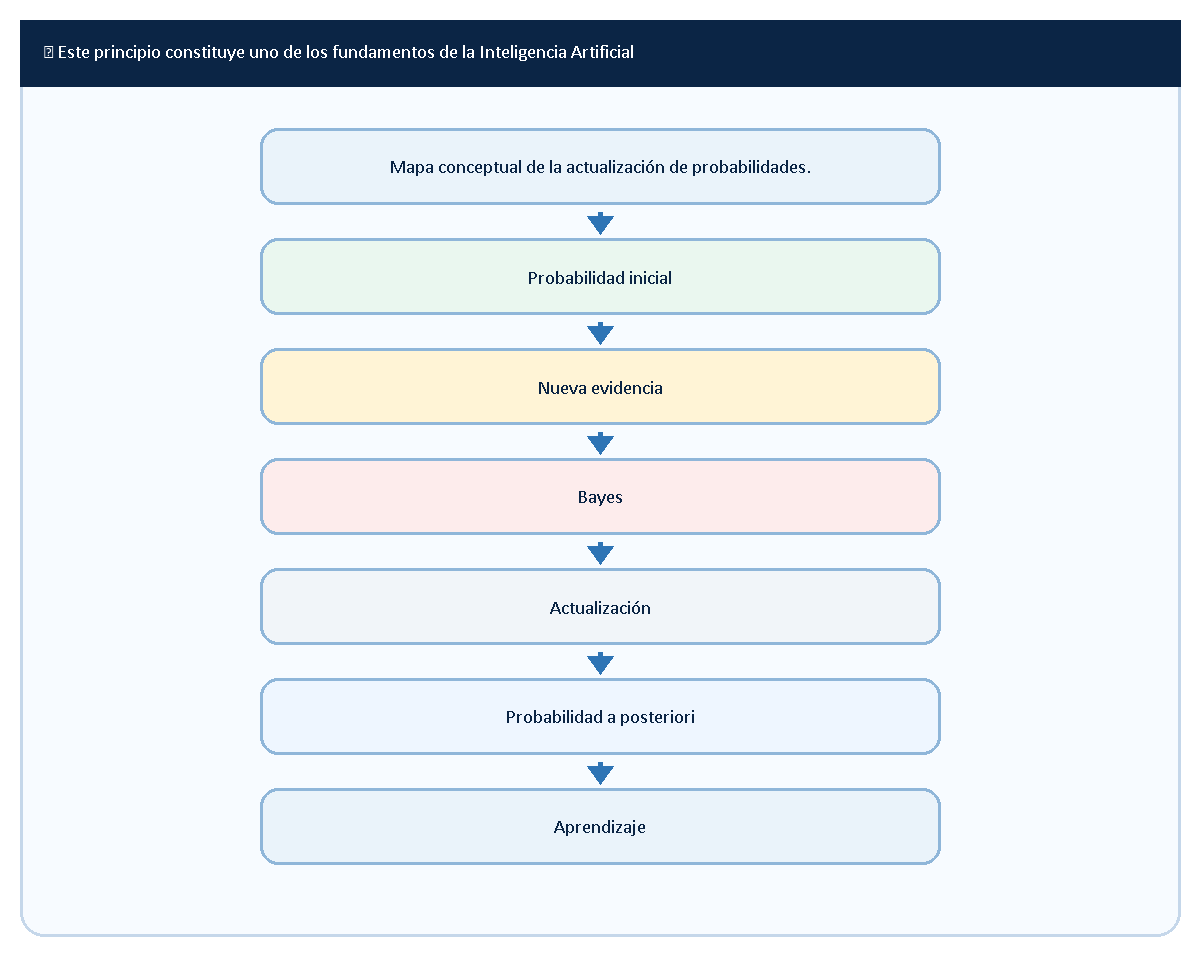 Este principio constituye uno de los fundamentos de la Inteligencia Artificial
Mapa conceptual de la actualización de probabilidades.
Probabilidad inicial
Nueva evidencia
Bayes
Actualización
Probabilidad a posteriori
Aprendizaje